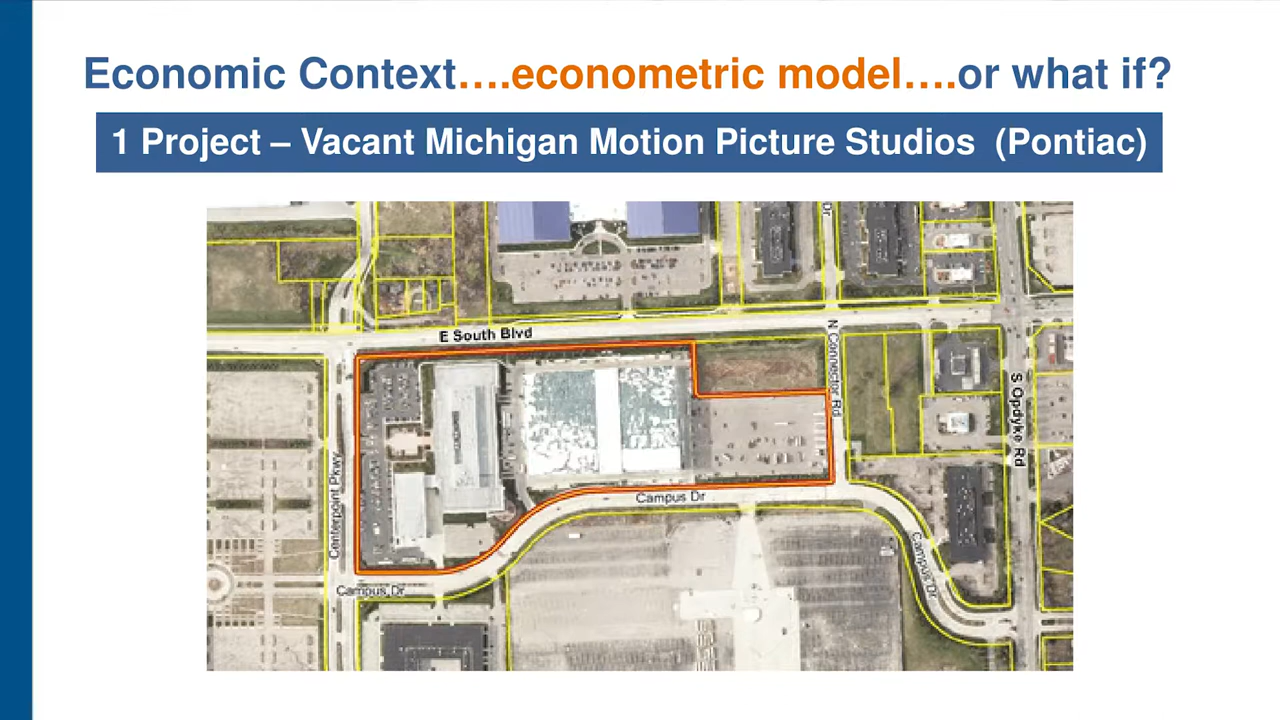 Economic Context....econometric model....or what if?
1 Project – Vacant Michigan Motion Picture Studios (Pontiac)
Dr
E South Blvd
N Connector Rd
S Opdyke Rd
Centerpoint Pkwy
Campus Dr
Campus Dr
Campus Dr